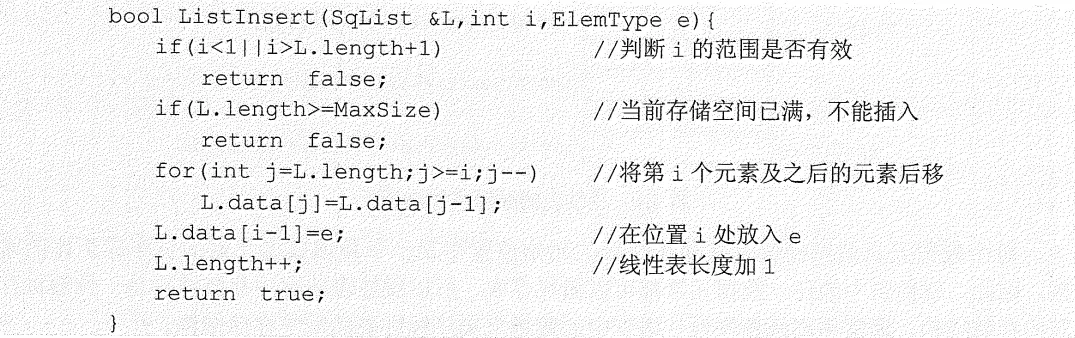 bool ListInsert(SqList &L,int i,ElemType e){
if(i<1||i>L.length+1) //判断 i 的范围是否有效
return false;
if(L.length>=MaxSize) //当前存储空间已满，不能插入
return false;
for(int j=L.length;j>=i;j--) //将第 i 个元素及之后的元素后移
L.data[j]=L.data[j-1];
L.data[i-1]=e; //在位置 i 处放入 e
L.length++; //线性表长度加 1
return true;
}